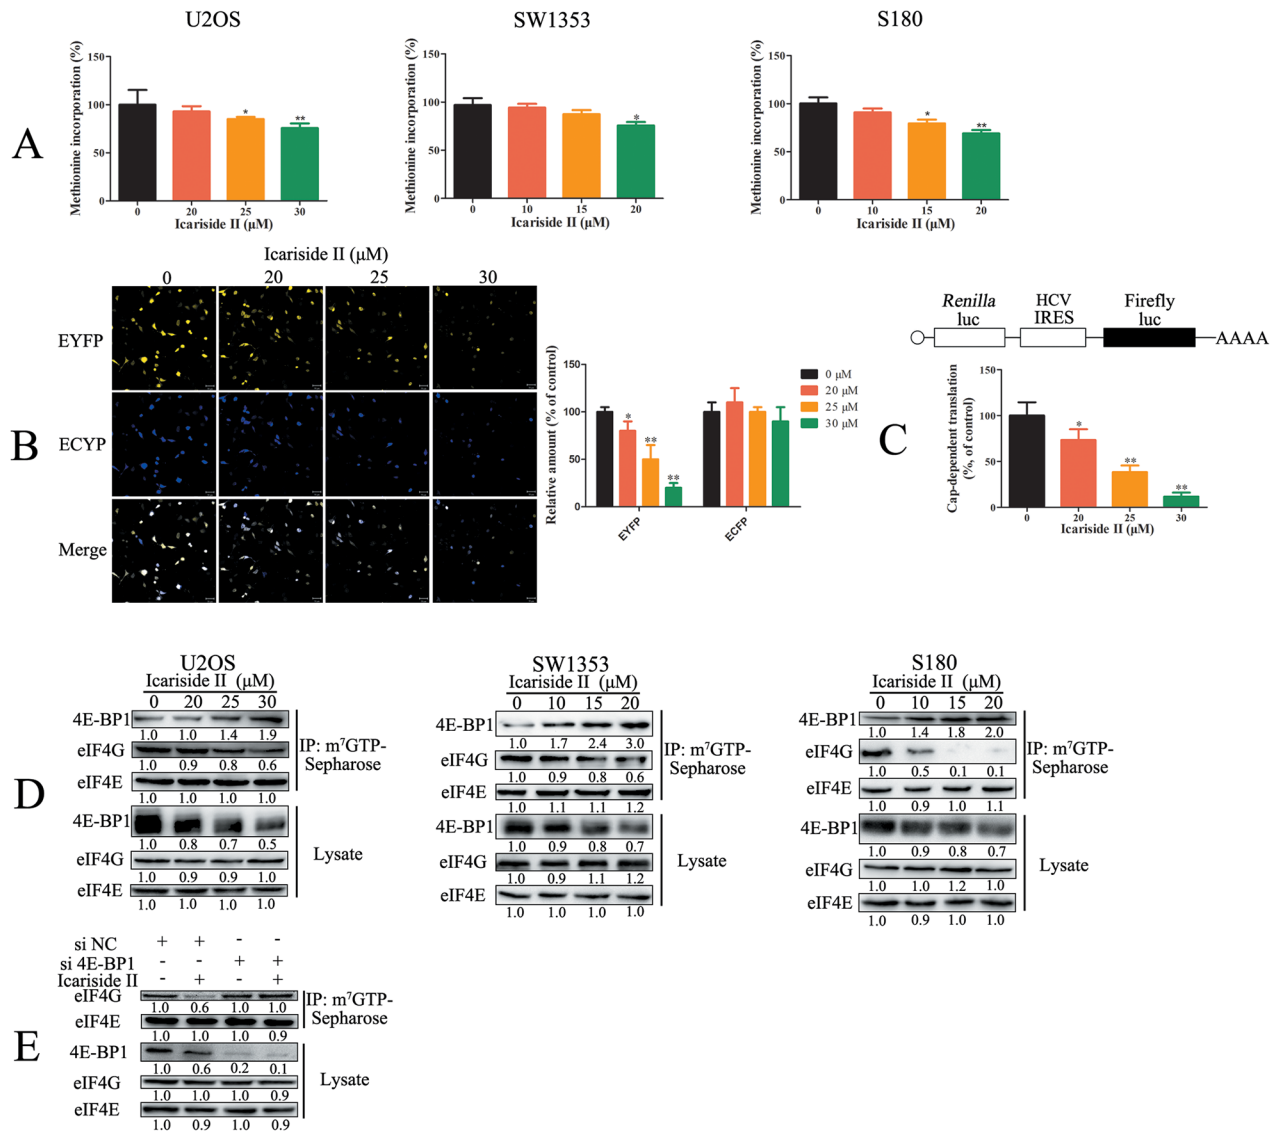 U2OS
SW1353
S180
A
Methionine incorporation (%)
150
100
50
0
0 20 25 30
Icariside II (μM)
Methionine incorporation (%)
150
100
50
0
0 10 15 20
Icariside II (μM)
Methionine incorporation (%)
150
100
50
0
0 10 15 20
Icariside II (μM)
* **
*
* **
B
Icariside II (μM)
0 20 25 30
EYFP
ECYP
Merge
Relative amount (% of control)
150
100
50
0
* ** **
EYFP ECFP
0 μM
20 μM
25 μM
30 μM
C
Renilla luc
HCV IRES
Firefly luc
AAAA
Cap-dependent translation
(%, of control)
150
100
50
0
* ** **
0 20 25 30
Icariside II (μM)
D
U2OS
Icariside II (μM)
0 20 25 30
4E-BP1
1.0 1.0 1.4 1.9
eIF4G
1.0 0.9 0.8 0.6
eIF4E
1.0 1.0 1.0 1.0
IP: m⁷GTP-
Sepharose
4E-BP1
1.0 0.8 0.7 0.5
eIF4G
1.0 0.9 0.9 1.0
eIF4E
1.0 1.0 1.0 1.0
Lysate
SW1353
Icariside II (μM)
0 10 15 20
4E-BP1
1.0 1.7 2.4 3.0
eIF4G
1.0 0.9 0.8 0.6
eIF4E
1.0 1.1 1.1 1.2
IP: m⁷GTP-
Sepharose
4E-BP1
1.0 0.9 0.8 0.7
eIF4G
1.0 0.9 1.1 1.2
eIF4E
1.0 1.0 1.0 1.0
Lysate
S180
Icariside II (μM)
0 10 15 20
4E-BP1
1.0 1.4 1.8 2.0
eIF4G
1.0 0.5 0.1 0.1
eIF4E
1.0 0.9 1.0 1.1
IP: m⁷GTP-
Sepharose
4E-BP1
1.0 0.9 0.8 0.7
eIF4G
1.0 1.0 1.2 1.0
eIF4E
1.0 0.9 1.0 1.0
Lysate
E
si NC + + - -
si 4E-BP1 - - + +
Icariside II - + - +
eIF4G
1.0 0.6 1.0 1.0
eIF4E
1.0 1.0 1.0 0.9
IP: m⁷GTP-
Sepharose
4E-BP1
1.0 0.6 0.2 0.1
eIF4G
1.0 1.0 1.0 0.9
eIF4E
1.0 0.9 1.0 0.9
Lysate